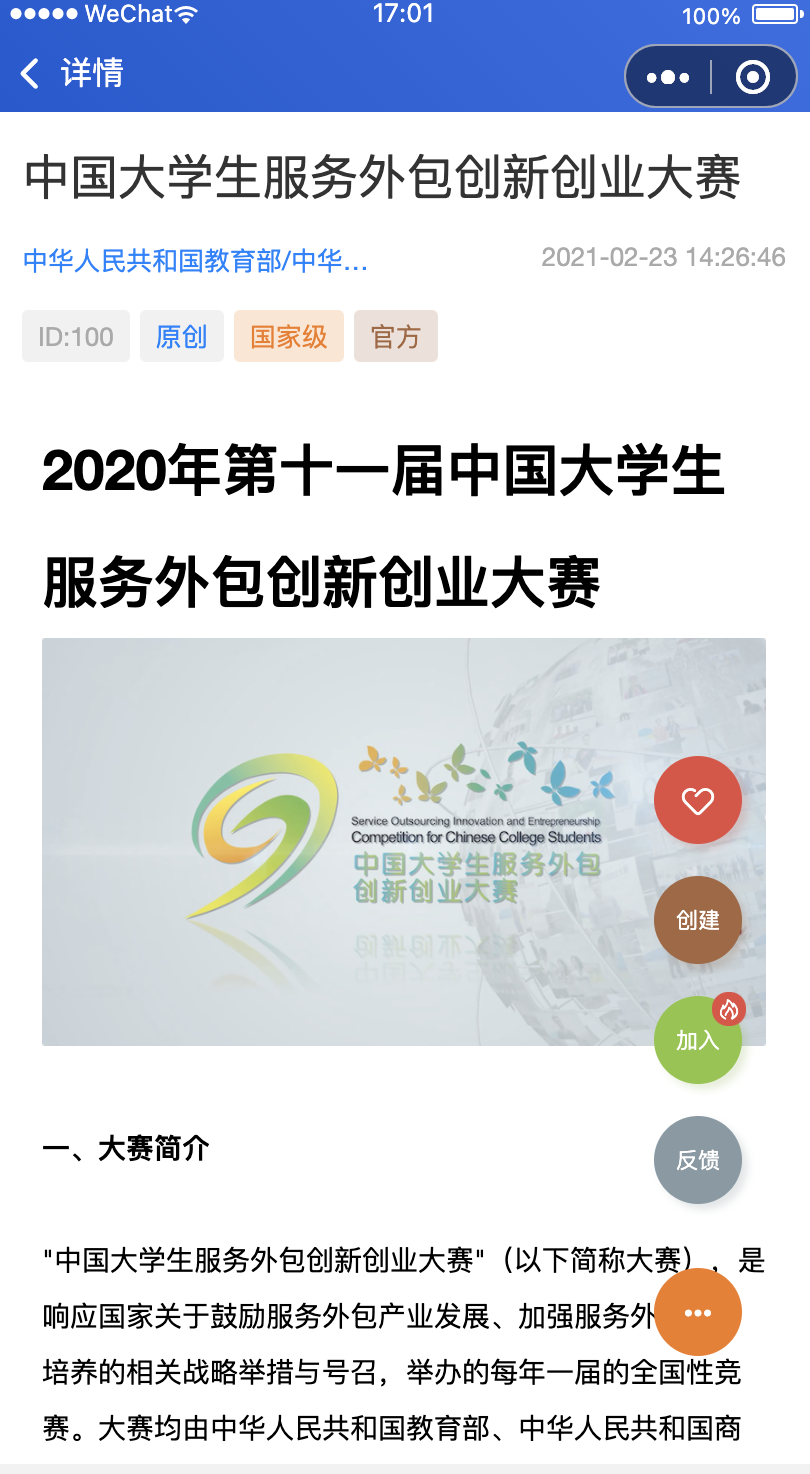 WeChat
17:01
100%
详情
中国大学生服务外包创新创业大赛
中华人民共和国教育部/中华...
2021-02-23 14:26:46
ID:100
原创
国家级
官方
2020年第十一届中国大学生
服务外包创新创业大赛
Service Outsourcing Innovation and Entrepreneurship
Competition for Chinese College Students
中国大学生服务外包
创新创业大赛
创建
加入
反馈
一、大赛简介
"中国大学生服务外包创新创业大赛"（以下简称大赛），是
响应国家关于鼓励服务外包产业发展、加强服务外
培养的相关战略举措与号召，举办的每年一届的全国性竞
赛。大赛均由中华人民共和国教育部、中华人民共和国商